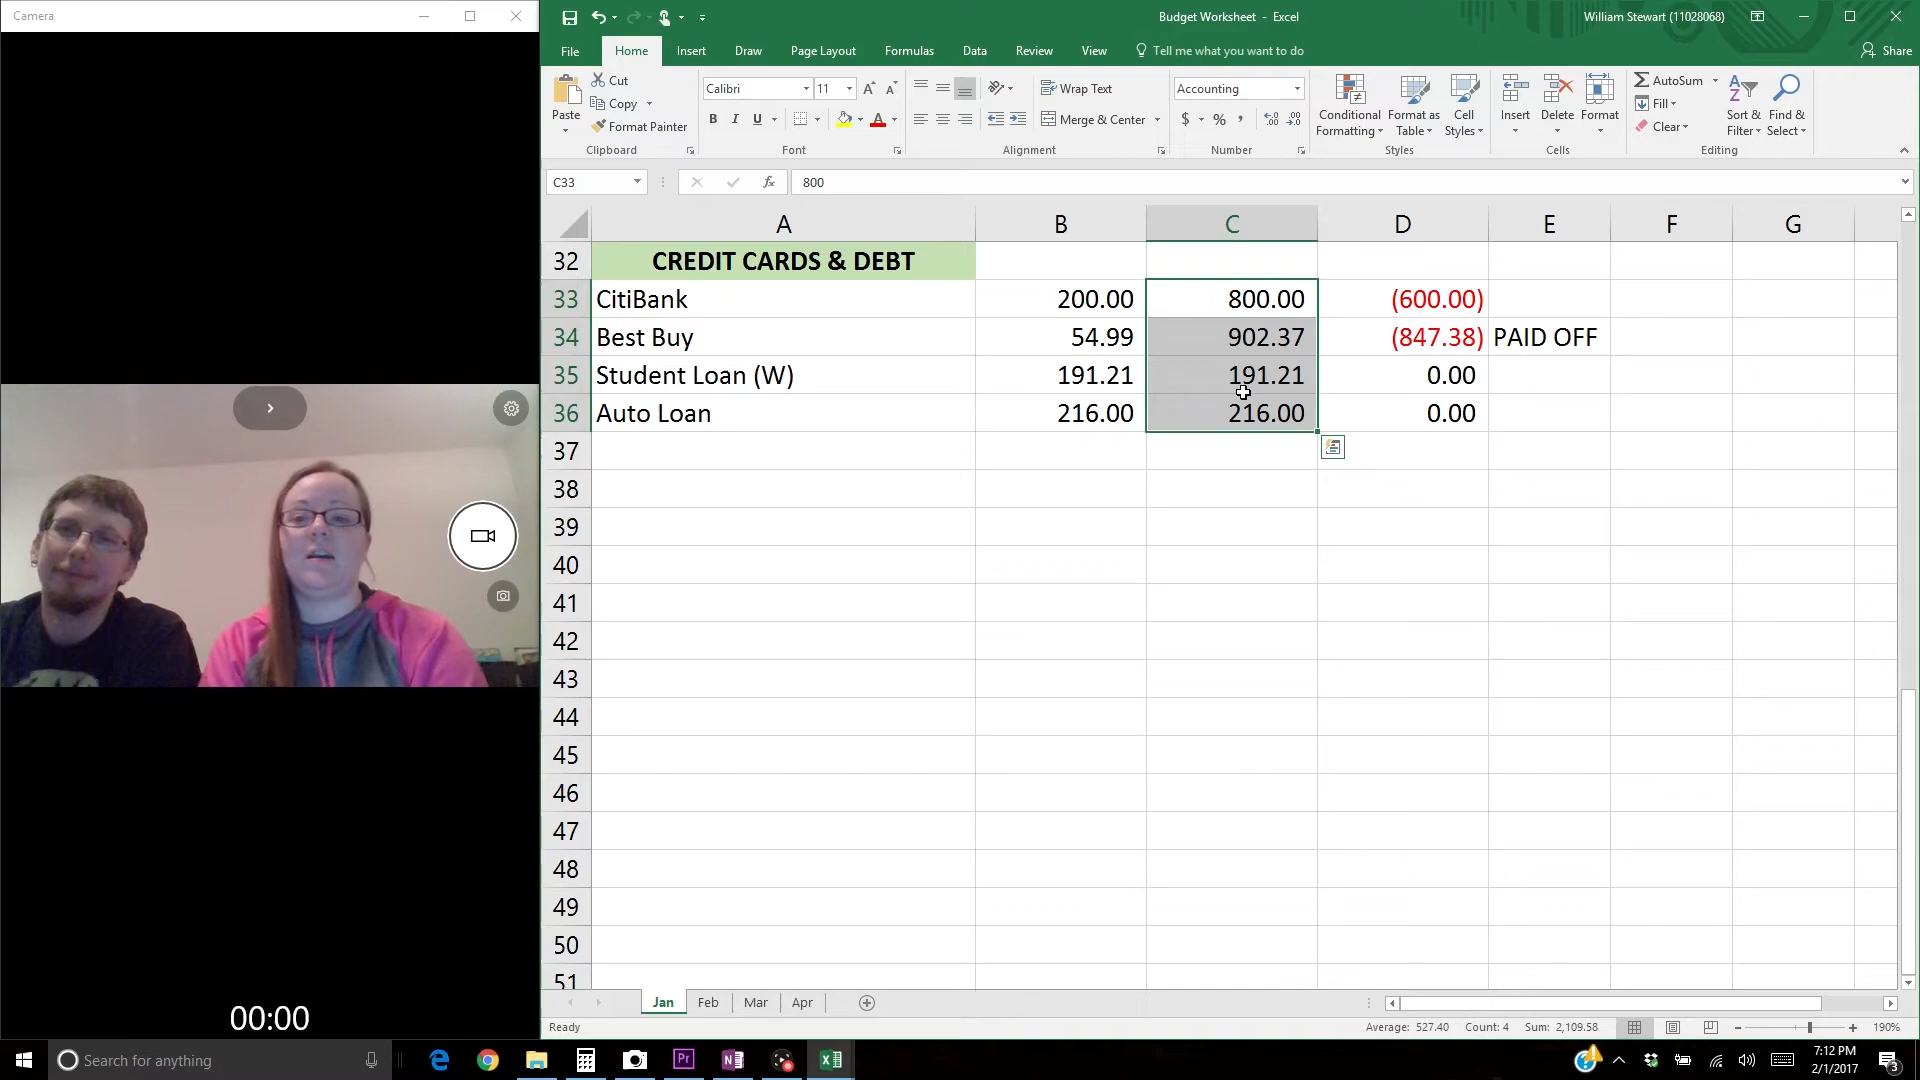 Camera
00:00
Budget Worksheet - Excel
William Stewart (11028068)
File Home Insert Draw Page Layout Formulas Data Review View Tell me what you want to do
Share
Paste
Cut
Copy
Format Painter
Clipboard
Calibri 11
B I U
Font
Wrap Text
Merge & Center
Alignment
Accounting
$ % ,
Number
Conditional Formatting
Format as Table
Cell Styles
Styles
Insert
Delete
Format
Cells
AutoSum
Fill
Clear
Sort & Filter
Find & Select
Editing
C33 fx 800
A B C D E F G
32 CREDIT CARDS & DEBT
33 CitiBank 200.00 800.00 (600.00)
34 Best Buy 54.99 902.37 (847.38) PAID OFF
35 Student Loan (W) 191.21 191.21 0.00
36 Auto Loan 216.00 216.00 0.00
37
38
39
40
41
42
43
44
45
46
47
48
49
50
51
Jan Feb Mar Apr
Ready Average: 527.40 Count: 4 Sum: 2,109.58 190%
Search for anything
7:12 PM
2/1/2017
3